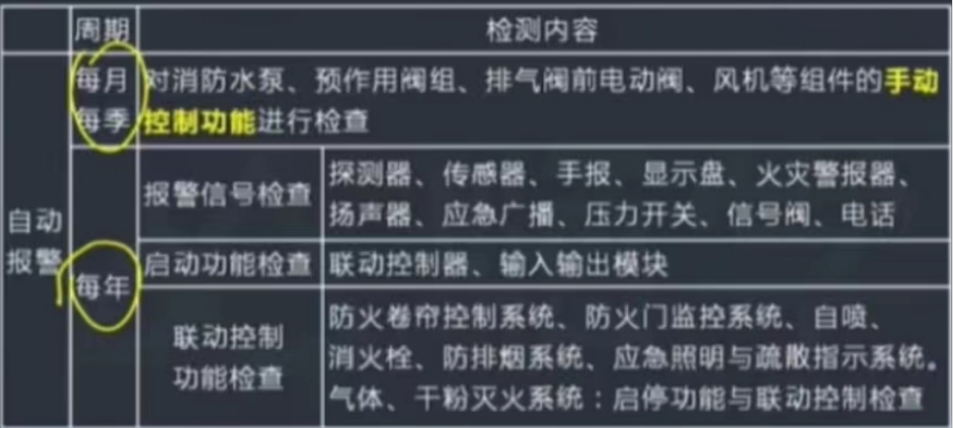 周期 检测内容
每月 对消防水泵、预作用阀组、排气阀前电动阀、风机等组件的手动
每季 控制功能进行检查
自动
报警
每年
报警信号检查
探测器、传感器、手报、显示盘、火灾警报器、
扬声器、应急广播、压力开关、信号阀、电话
启动功能检查 联动控制器、输入输出模块
联动控制
功能检查
防火卷帘控制系统、防火门监控系统、自喷、
消火栓、防排烟系统、应急照明与疏散指示系统。
气体、干粉灭火系统：启停功能与联动控制检查